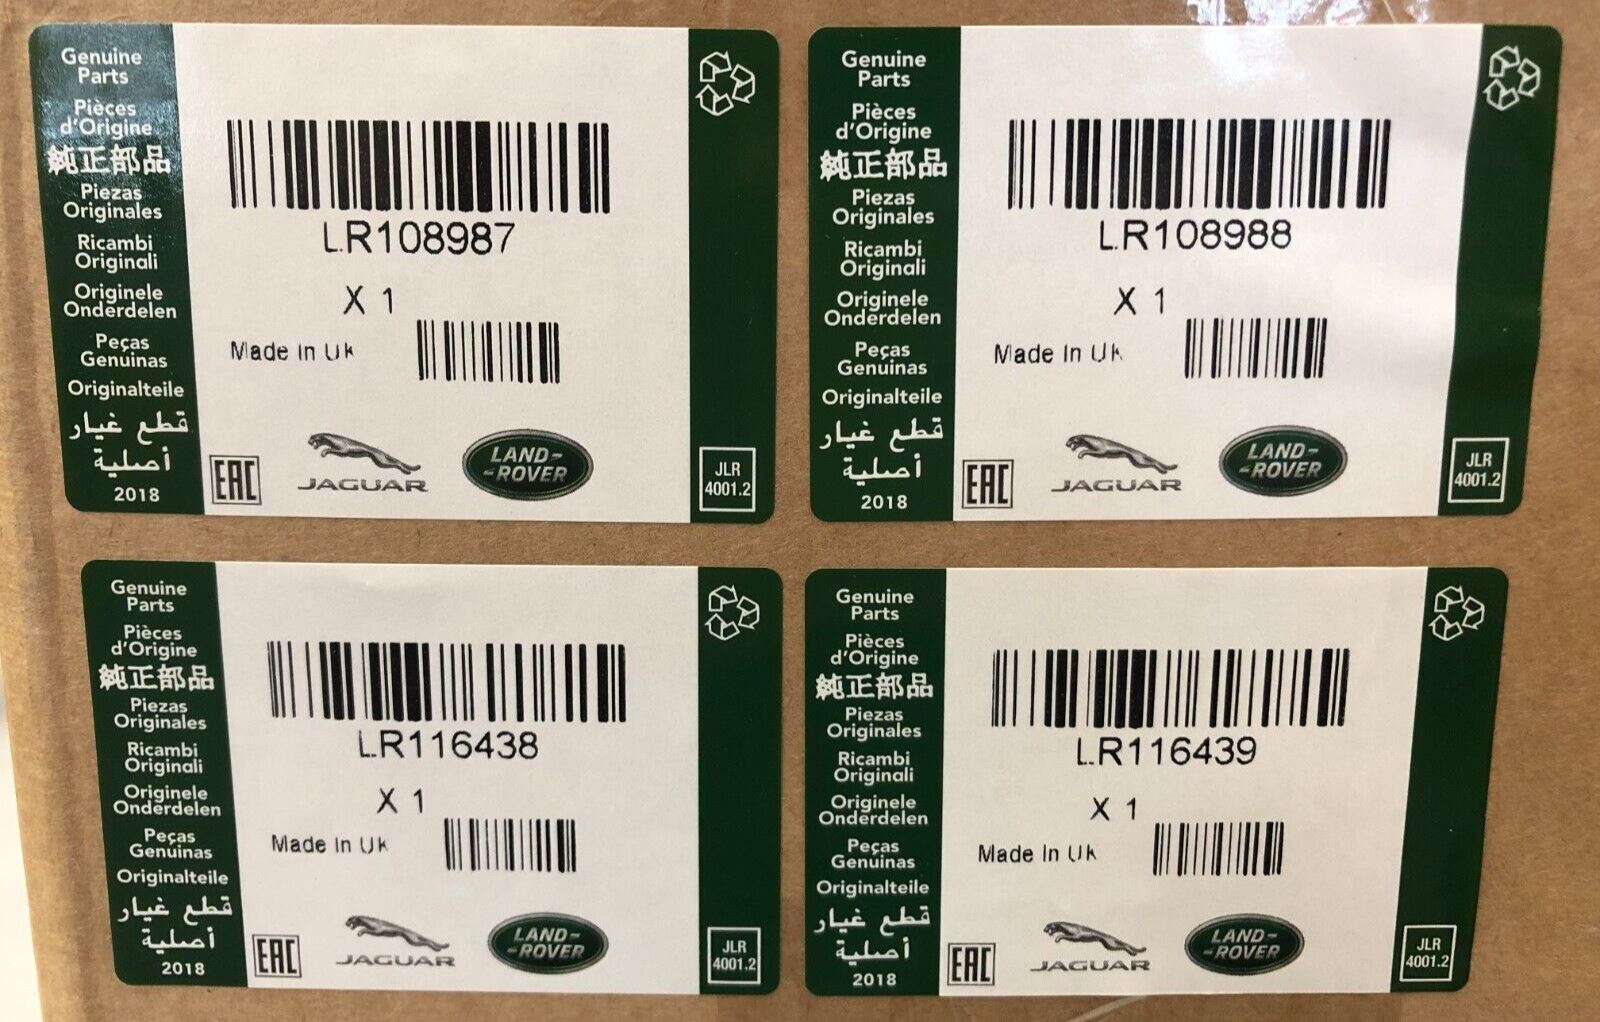 Genuine
Parts
Pièces
d'Origine
純正部品
Piezas
Originales
Ricambi
Originali
Originele
Onderdelen
Peças
Genuinas
Originalteile
قطع غيار
أصلية
2018
LR108987
X 1
Made In UK
EAC
JAGUAR
LAND-
-ROVER
JLR
4001.2
Genuine
Parts
Pièces
d'Origine
純正部品
Piezas
Originales
Ricambi
Originali
Originele
Onderdelen
Peças
Genuinas
Originalteile
قطع غيار
أصلية
2018
LR108988
X 1
Made In UK
EAC
JAGUAR
LAND-
-ROVER
JLR
4001.2
Genuine
Parts
Pièces
d'Origine
純正部品
Piezas
Originales
Ricambi
Originali
Originele
Onderdelen
Peças
Genuinas
Originalteile
قطع غيار
أصلية
2018
LR116438
X 1
Made In UK
EAC
JAGUAR
LAND-
-ROVER
JLR
4001.2
Genuine
Parts
Pièces
d'Origine
純正部品
Piezas
Originales
Ricambi
Originali
Originele
Onderdelen
Peças
Genuinas
Originalteile
قطع غيار
أصلية
2018
LR116439
X 1
Made In UK
EAC
JAGUAR
LAND-
-ROVER
JLR
4001.2